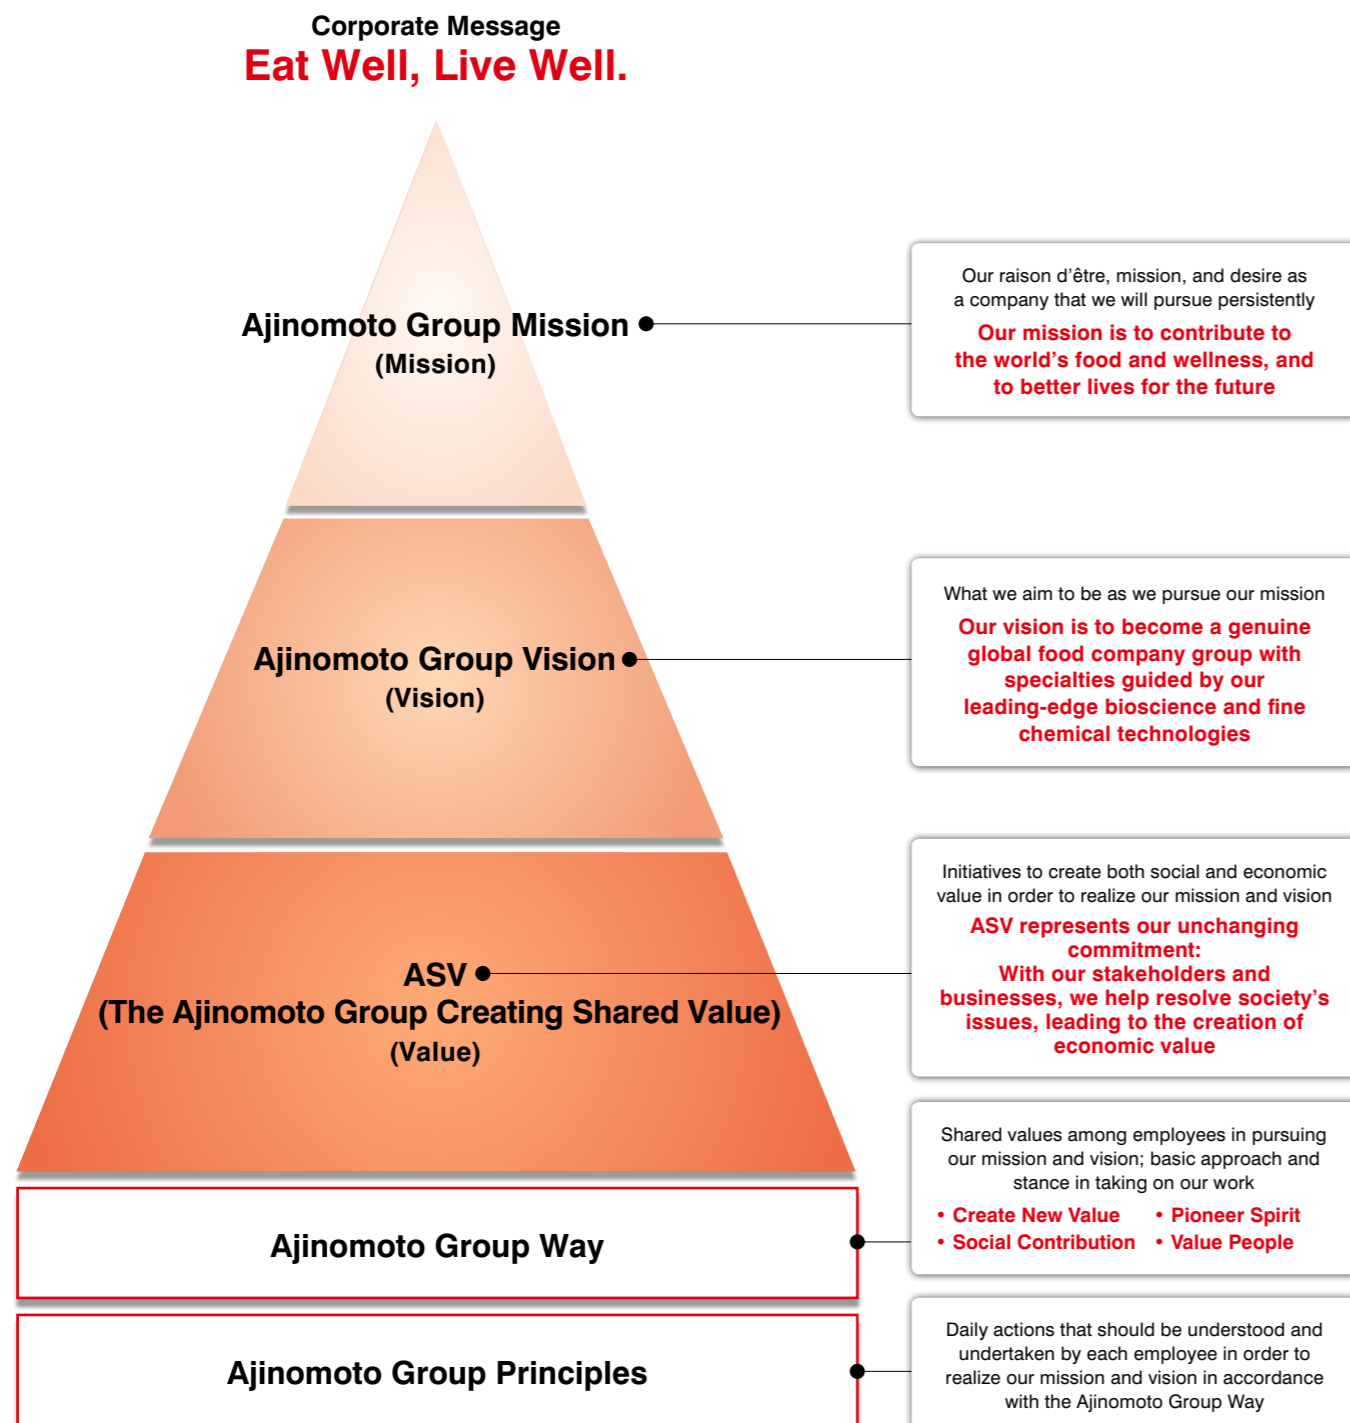 Corporate Message
Eat Well, Live Well.
Ajinomoto Group Mission
(Mission)
Our raison d’être, mission, and desire as
a company that we will pursue persistently
Our mission is to contribute to
the world’s food and wellness, and
to better lives for the future
Ajinomoto Group Vision
(Vision)
What we aim to be as we pursue our mission
Our vision is to become a genuine
global food company group with
specialties guided by our
leading-edge bioscience and fine
chemical technologies
ASV
(The Ajinomoto Group Creating Shared Value)
(Value)
Initiatives to create both social and economic
value in order to realize our mission and vision
ASV represents our unchanging
commitment:
With our stakeholders and
businesses, we help resolve society’s
issues, leading to the creation of
economic value
Ajinomoto Group Way
Shared values among employees in pursuing
our mission and vision; basic approach and
stance in taking on our work
• Create New Value • Pioneer Spirit
• Social Contribution • Value People
Ajinomoto Group Principles
Daily actions that should be understood and
undertaken by each employee in order to
realize our mission and vision in accordance
with the Ajinomoto Group Way